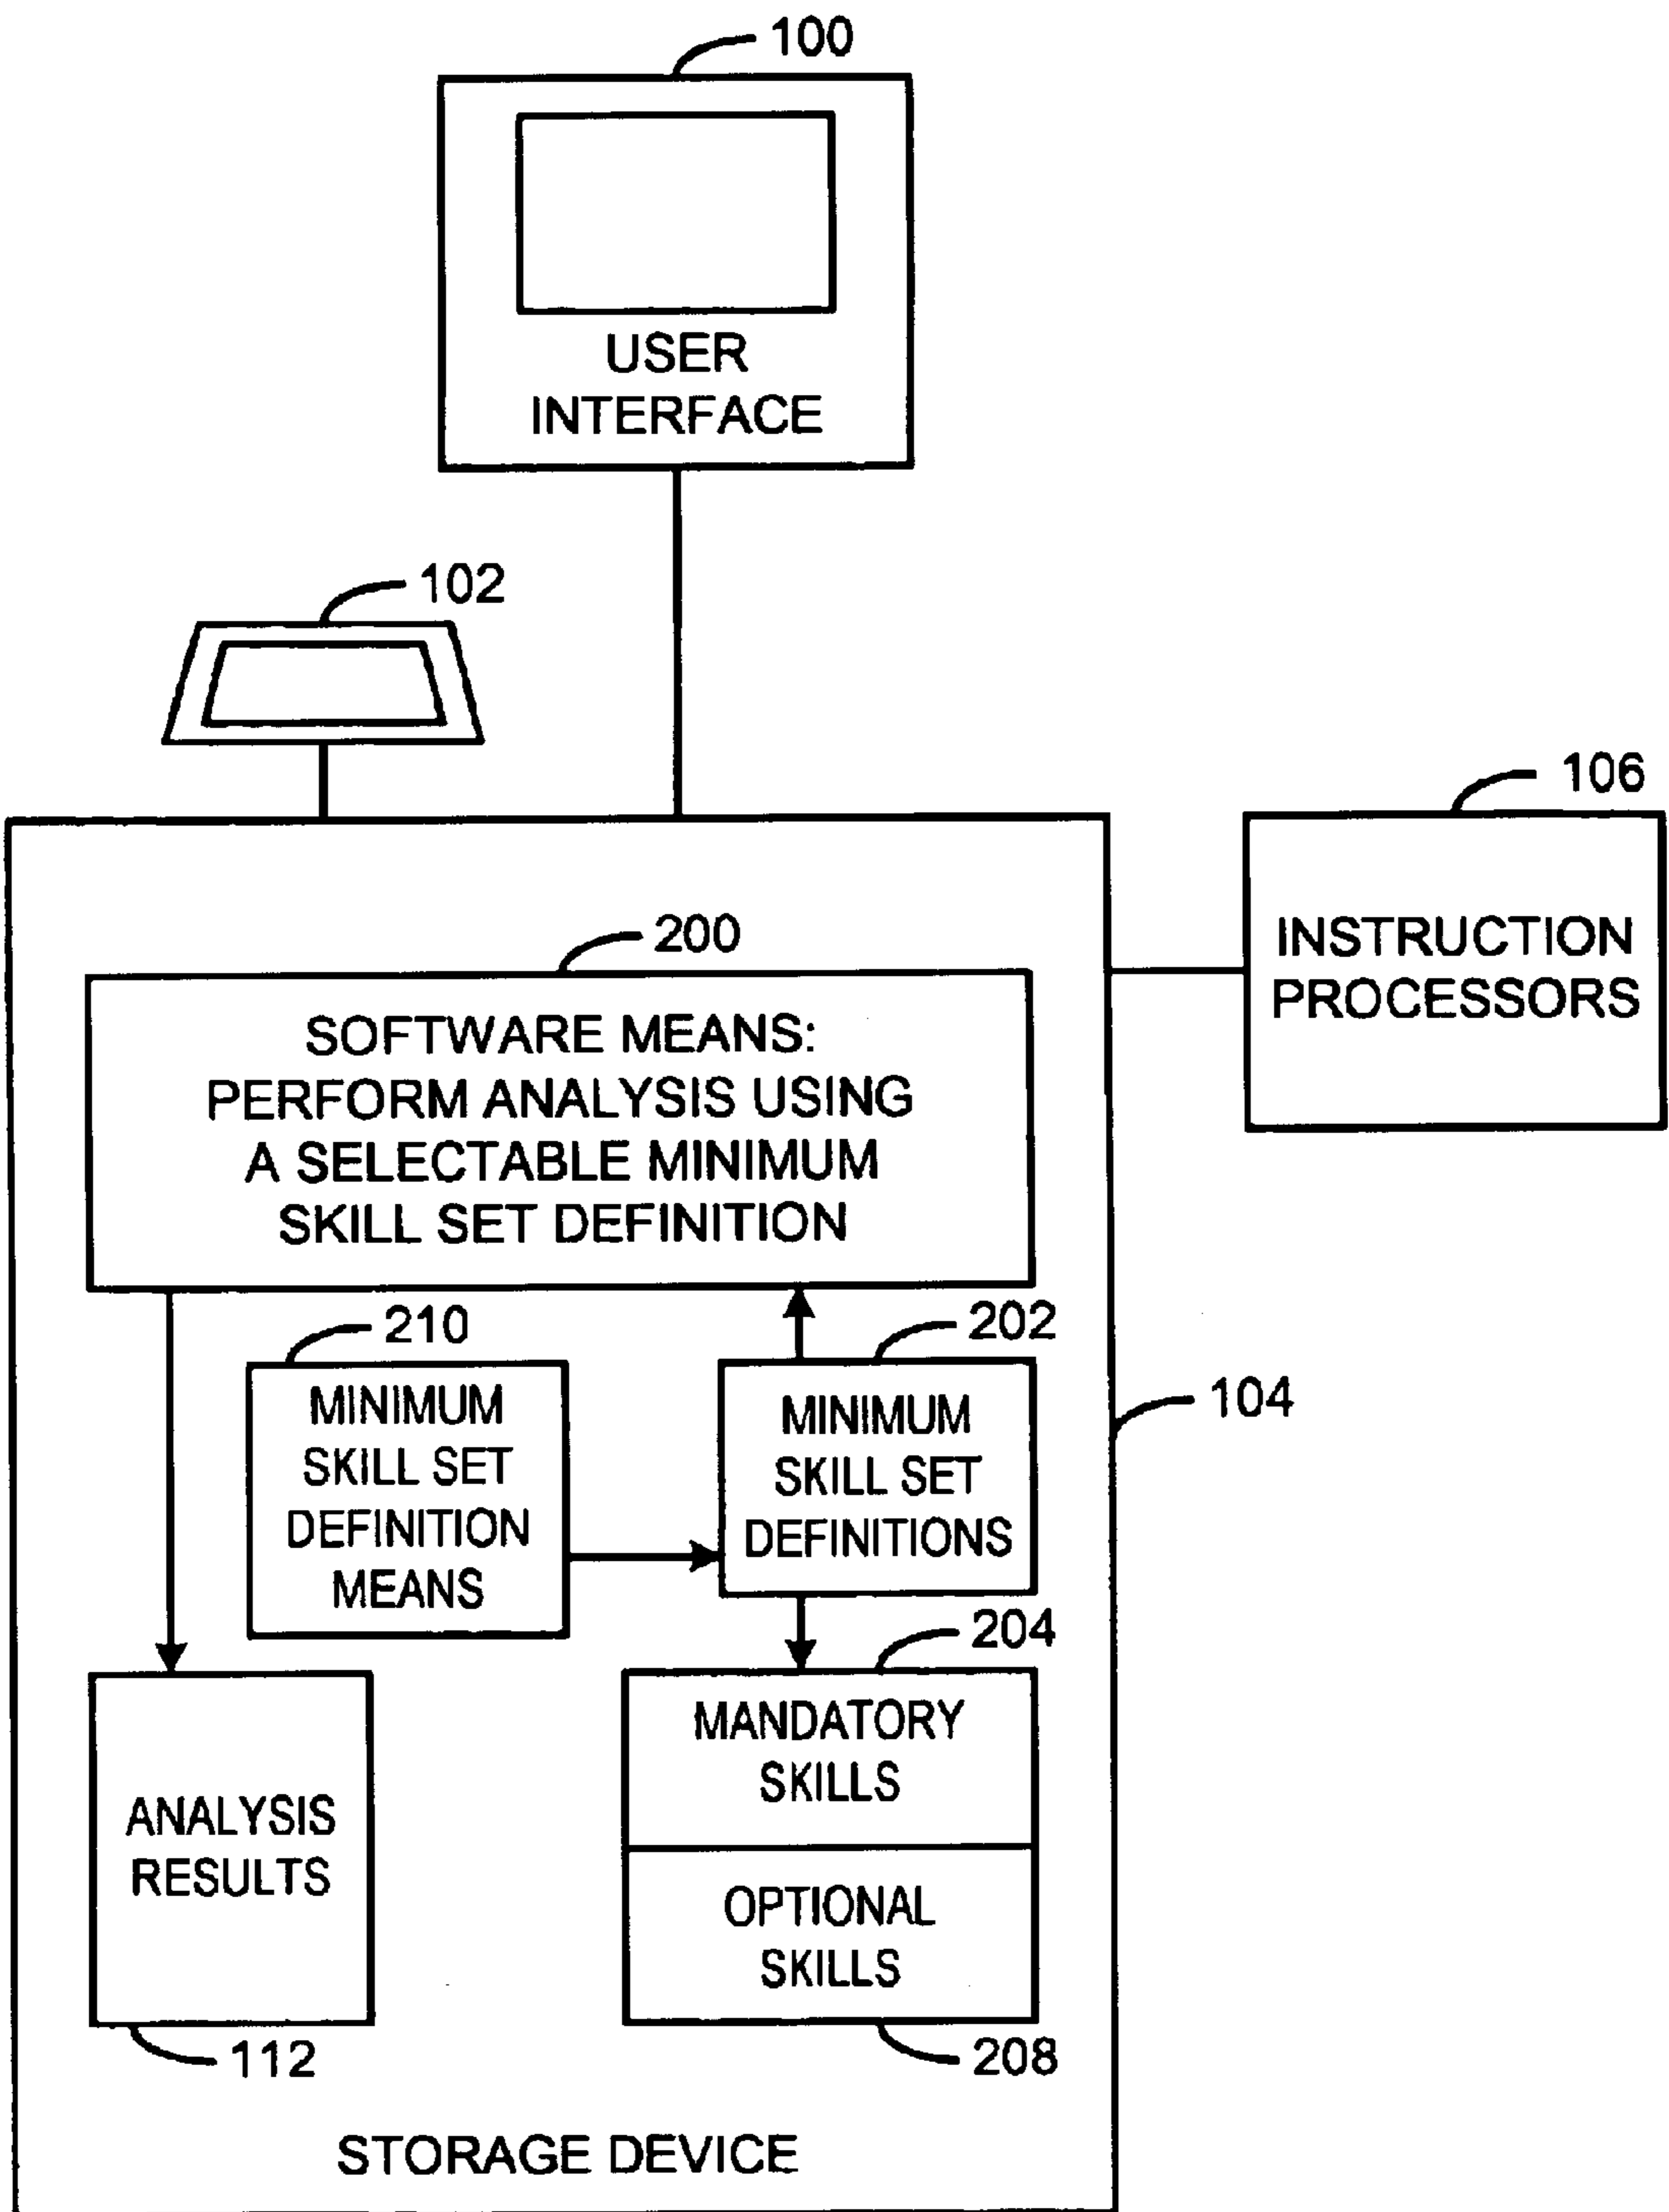 100
USER
INTERFACE
102
106
INSTRUCTION
PROCESSORS
200
SOFTWARE MEANS:
PERFORM ANALYSIS USING
A SELECTABLE MINIMUM
SKILL SET DEFINITION
210
MINIMUM
SKILL SET
DEFINITION
MEANS
202
MINIMUM
SKILL SET
DEFINITIONS
104
204
MANDATORY
SKILLS
OPTIONAL
SKILLS
208
ANALYSIS
RESULTS
112
STORAGE DEVICE